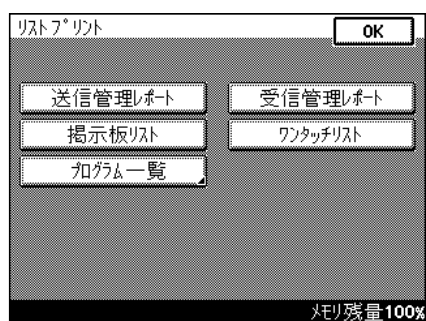 ﾘｽﾄﾌﾟﾘﾝﾄ
OK
送信管理ﾚﾎﾟｰﾄ
受信管理ﾚﾎﾟｰﾄ
掲示板ﾘｽﾄ
ﾜﾝﾀｯﾁﾘｽﾄ
ﾌﾟﾛｸﾞﾗﾑ一覧
ﾒﾓﾘ残量100%